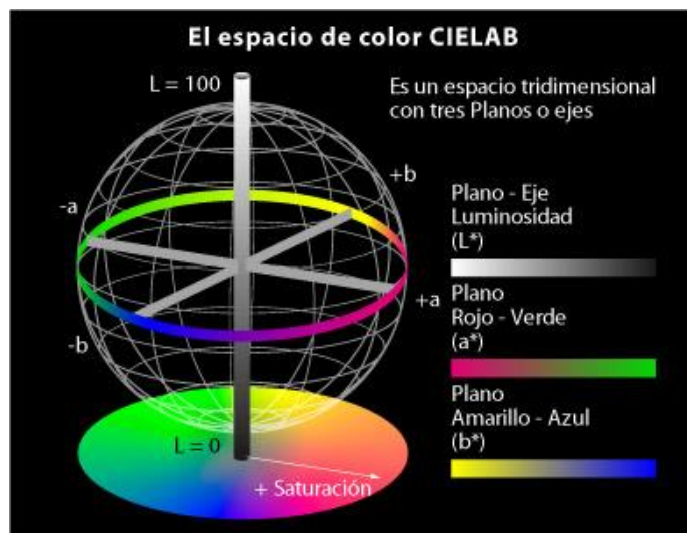 El espacio de color CIELAB
L = 100
Es un espacio tridimensional
con tres Planos o ejes
+b
-a
Plano - Eje
Luminosidad
(L*)
+a
Plano
Rojo - Verde
(a*)
-b
Plano
Amarillo - Azul
(b*)
L = 0
+ Saturación